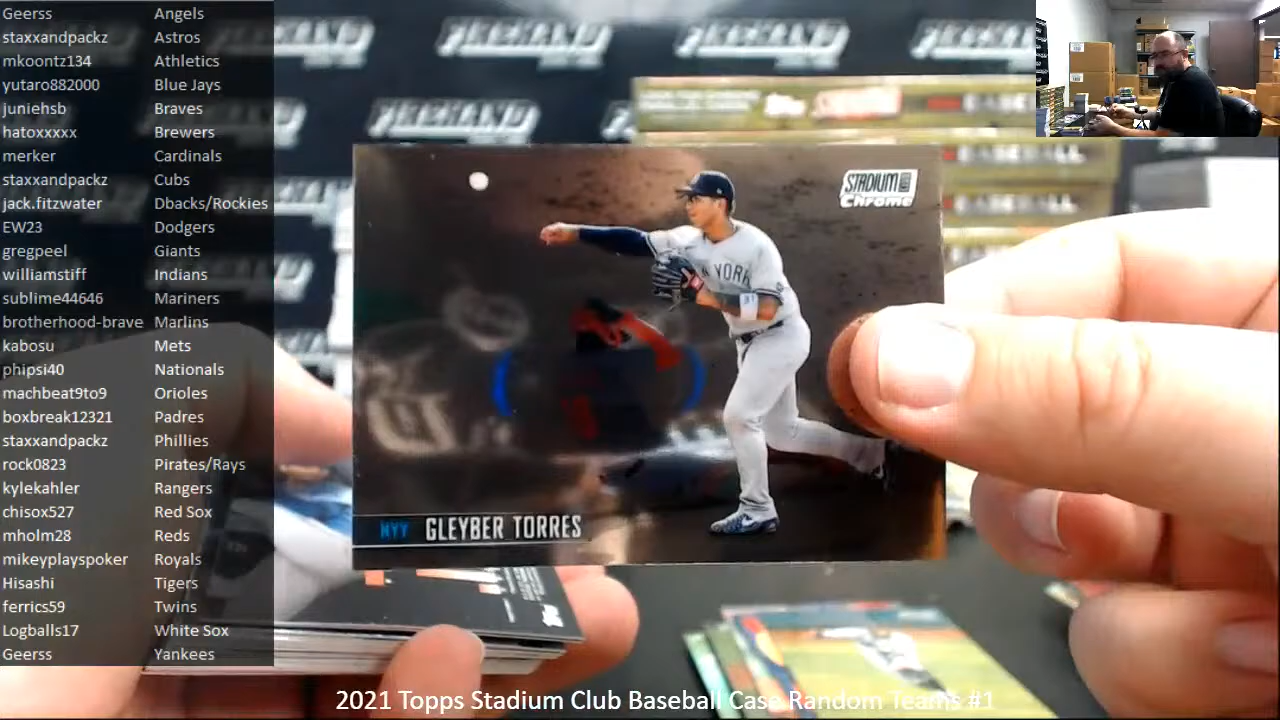 Geerss Angels
staxxandpackz Astros
mkoontz134 Athletics
yutaro882000 Blue Jays
juniehsb Braves
hatoxxxxx Brewers
merker Cardinals
staxxandpackz Cubs
jack.fitzwater Dbacks/Rockies
EW23 Dodgers
gregpeel Giants
williamstiff Indians
sublime44646 Mariners
brotherhood-brave Marlins
kabosu Mets
phipsi40 Nationals
machbeat9to9 Orioles
boxbreak12321 Padres
staxxandpackz Phillies
rock0823 Pirates/Rays
kylekahler Rangers
chisox527 Red Sox
mholm28 Reds
mikeyplayspoker Royals
Hisashi Tigers
ferrics59 Twins
Logballs17 White Sox
Geerss Yankees
STADIUM
Chrome
NEW YORK
NYY GLEYBER TORRES
topps
2021 Topps Stadium Club Baseball Case Random Teams #1